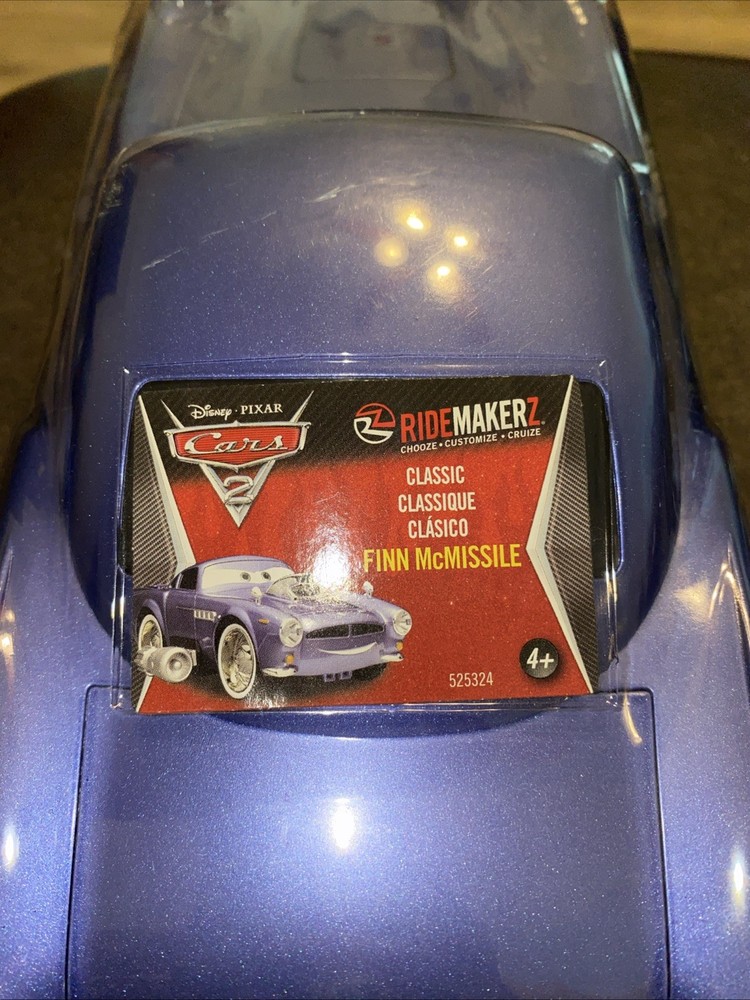 Disney · PIXAR
Cars
2
RIDEMAKERZ®
CHOOZE • CUSTOMIZE • CRUIZE
CLASSIC
CLASSIQUE
CLÁSICO
FINN McMISSILE
525324
4+